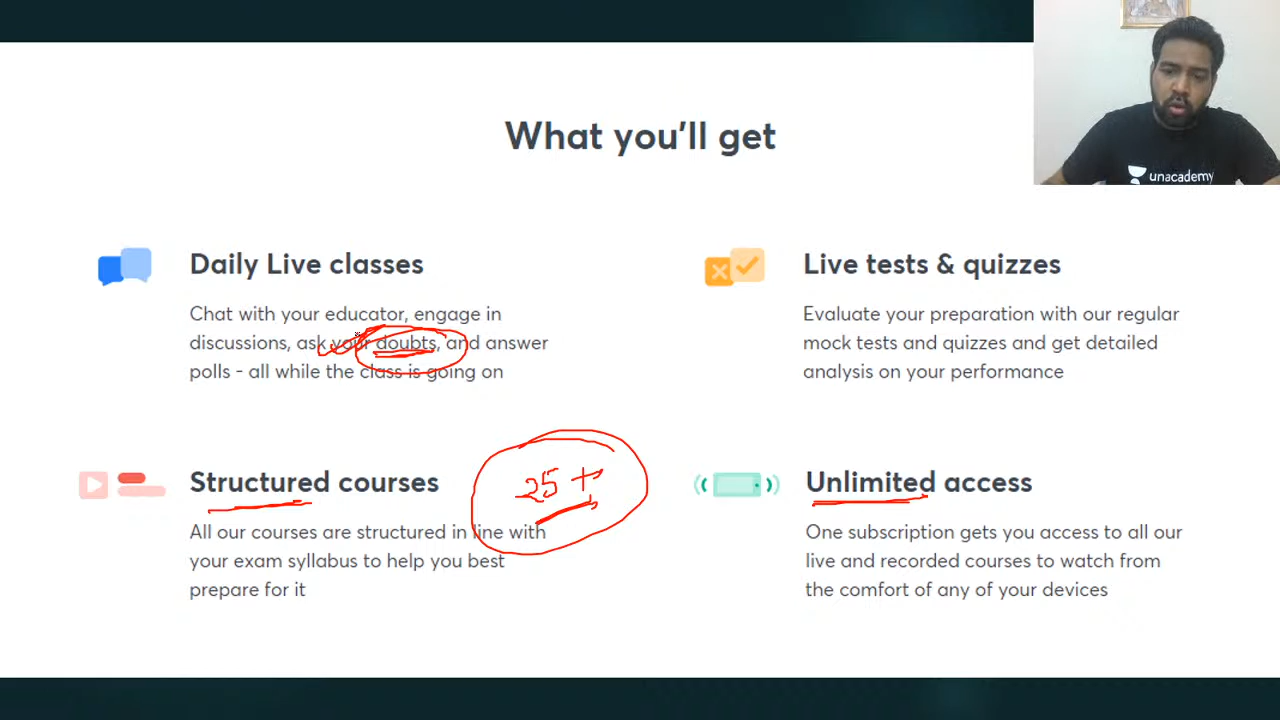 unacademy
What you'll get
Daily Live classes
Chat with your educator, engage in
discussions, ask your doubts, and answer
polls - all while the class is going on
Live tests & quizzes
Evaluate your preparation with our regular
mock tests and quizzes and get detailed
analysis on your performance
Structured courses
25 +
All our courses are structured in line with
your exam syllabus to help you best
prepare for it
Unlimited access
One subscription gets you access to all our
live and recorded courses to watch from
the comfort of any of your devices